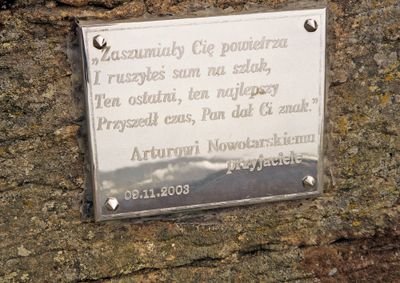 „Zaszumiały Cię powietrza
I ruszyłeś sam na szlak,
Ten ostatni, ten najlepszy
Przyszedł czas, Pan dał Ci znak."
Arturowi Nowotarskiemu
przyjaciele
09.11.2003